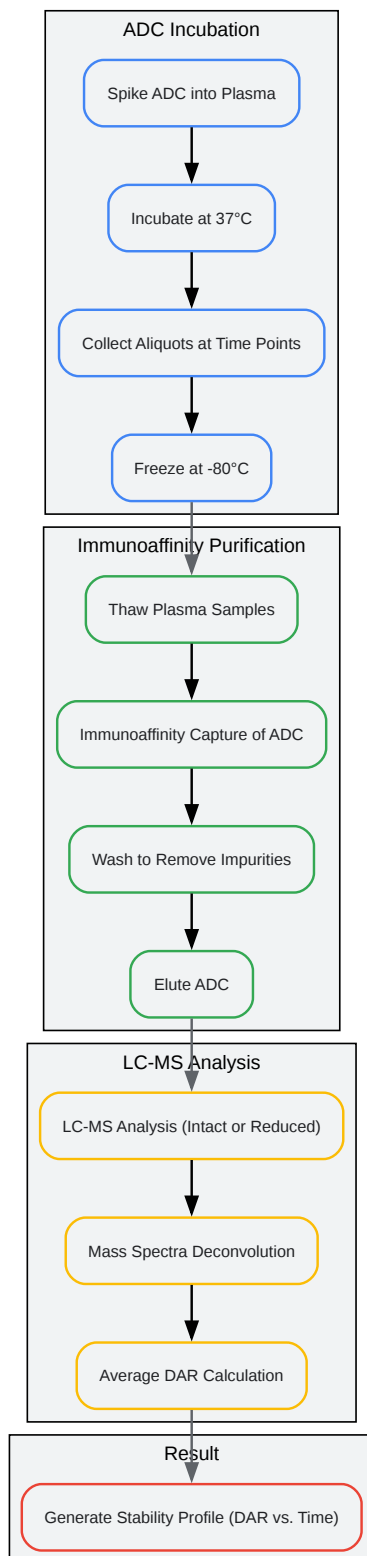 ADC Incubation
Spike ADC into Plasma
Incubate at 37°C
Collect Aliquots at Time Points
Freeze at -80°C
Immunoaffinity Purification
Thaw Plasma Samples
Immunoaffinity Capture of ADC
Wash to Remove Impurities
Elute ADC
LC-MS Analysis
LC-MS Analysis (Intact or Reduced)
Mass Spectra Deconvolution
Average DAR Calculation
Result
Generate Stability Profile (DAR vs. Time)